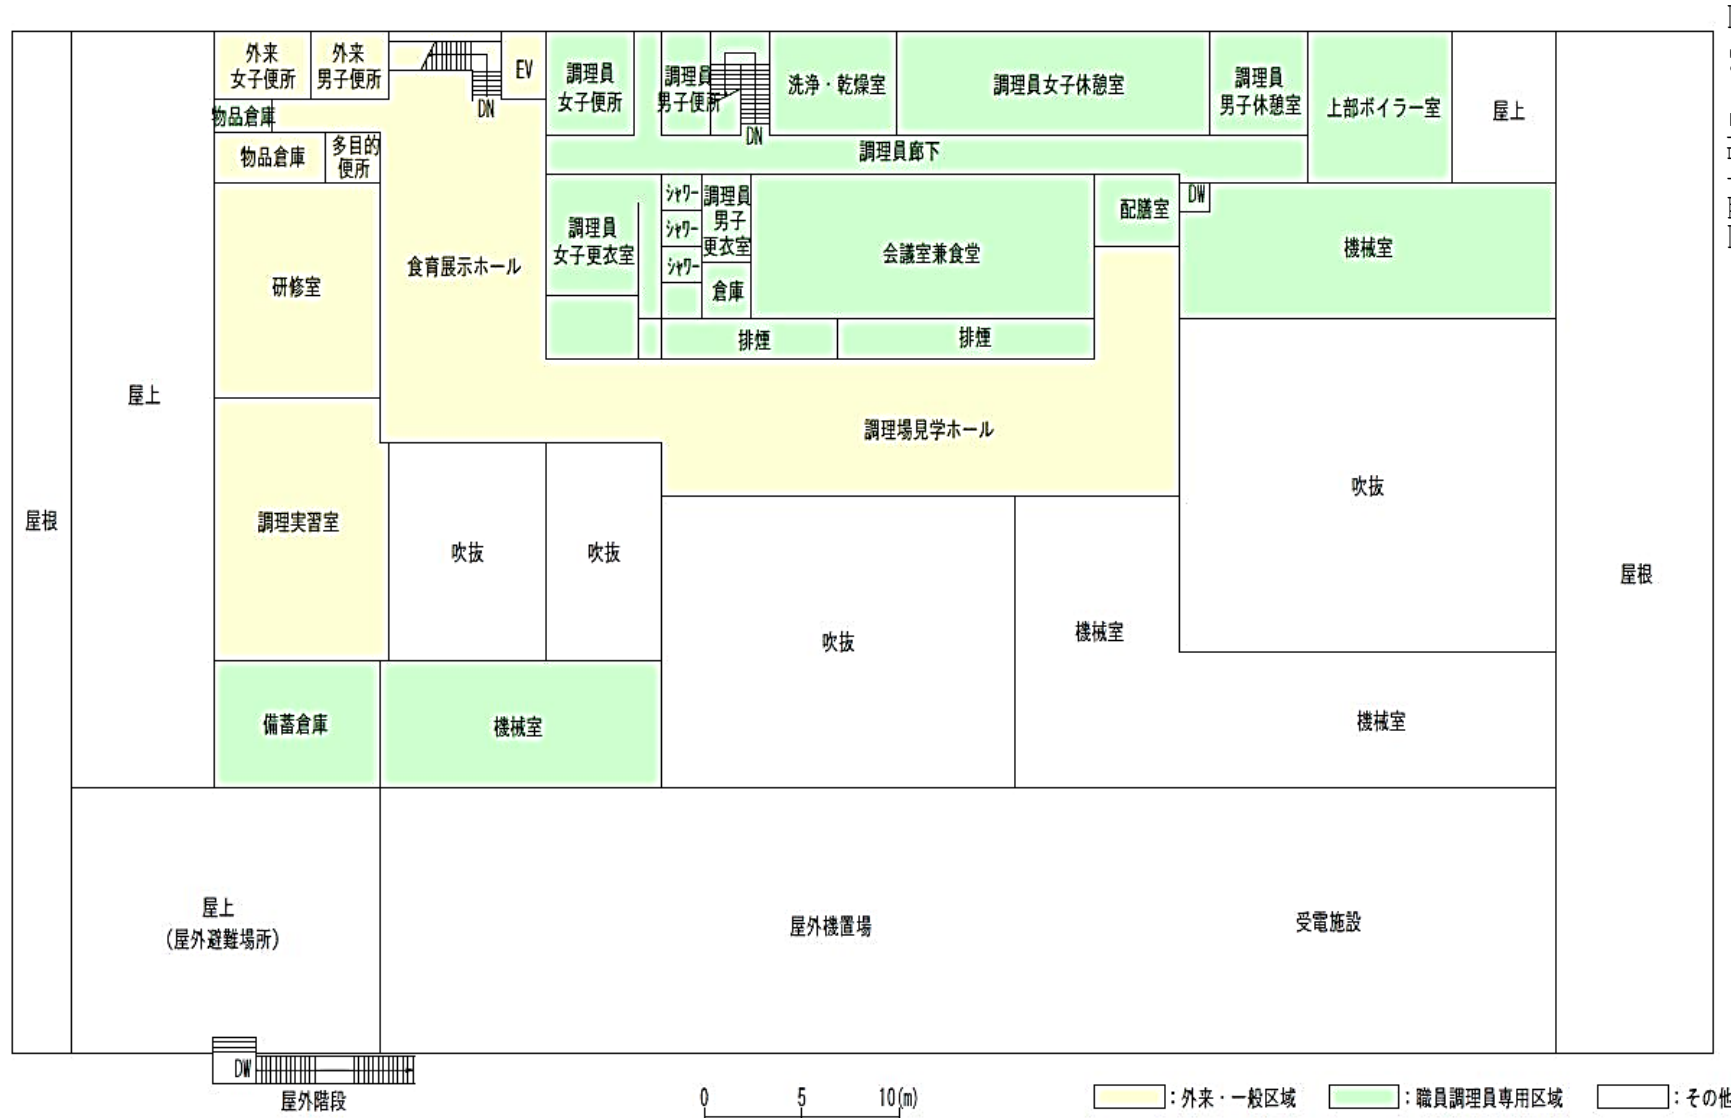 外来
女子便所
外来
男子便所
EV
DN
調理員
女子便所
調理員
男子便所
DN
洗浄・乾燥室
調理員女子休憩室
調理員
男子休憩室
上部ボイラー室
屋上
物品倉庫
物品倉庫
多目的
便所
調理員廊下
研修室
食育展示ホール
調理員
女子更衣室
シャワー
シャワー
シャワー
調理員
男子
更衣室
倉庫
会議室兼食堂
配膳室
DW
機械室
排煙
排煙
屋上
調理場見学ホール
屋根
調理実習室
吹抜
吹抜
吹抜
吹抜
機械室
屋根
備蓄倉庫
機械室
機械室
屋上
(屋外避難場所)
屋外機置場
受電施設
DW
屋外階段
0 5 10(m)
：外来・一般区域
：職員調理員専用区域
：その他